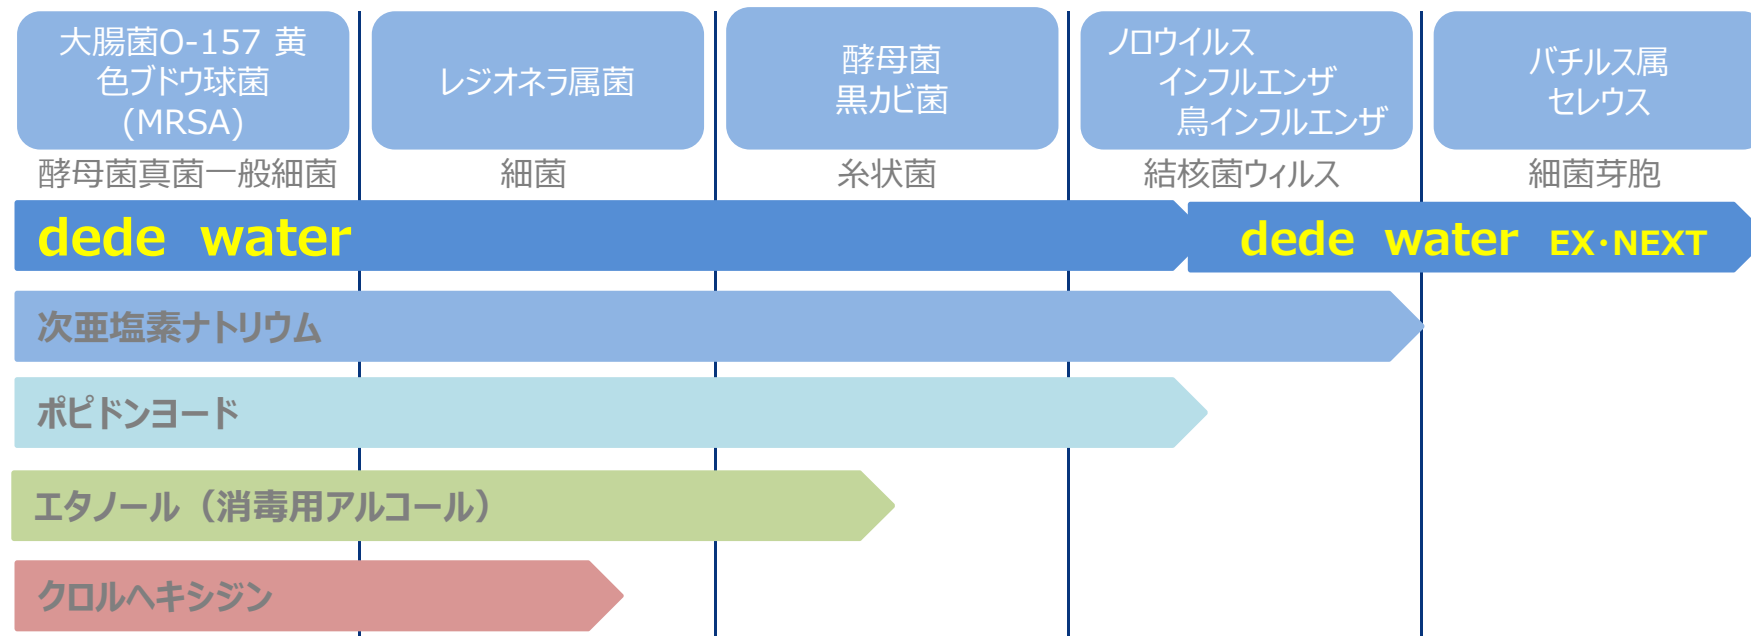 大腸菌O-157 黄
色ブドウ球菌
(MRSA)
レジオネラ属菌
酵母菌
黒カビ菌
ノロウイルス
インフルエンザ
鳥インフルエンザ
バチルス属
セレウス
酵母菌真菌一般細菌
細菌
糸状菌
結核菌ウィルス
細菌芽胞
dede water
dede water EX・NEXT
次亜塩素ナトリウム
ポピドンヨード
エタノール（消毒用アルコール）
クロルヘキシジン